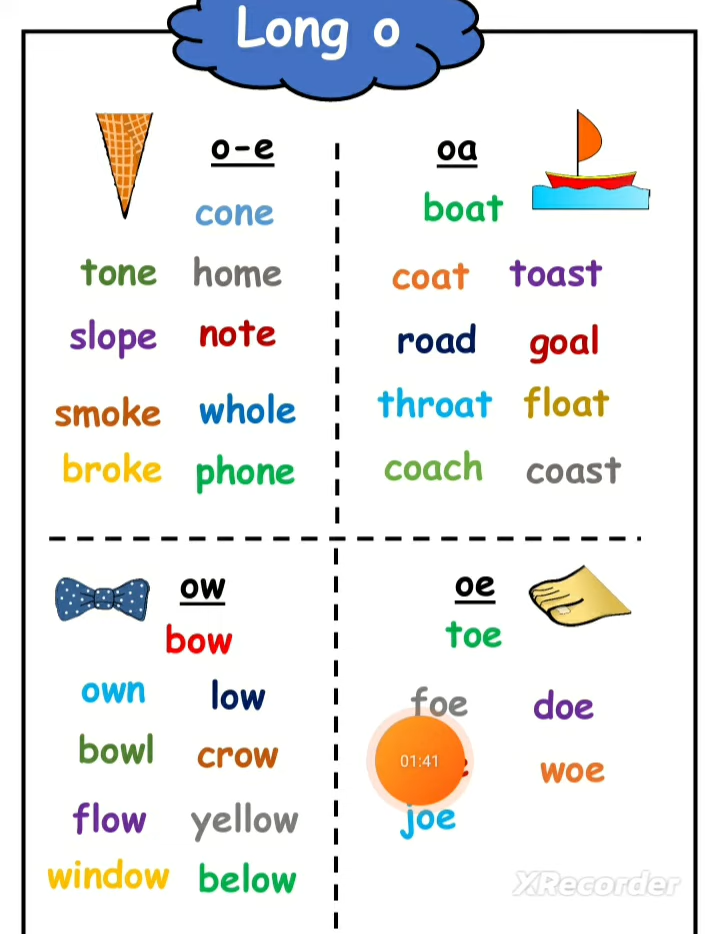 Long o
o-e
cone
tone home
slope note
smoke whole
broke phone
oa
boat
coat toast
road goal
throat float
coach coast
ow
bow
own low
bowl crow
flow yellow
window below
oe
toe
foe doe
01:41
woe
joe
XRecorder